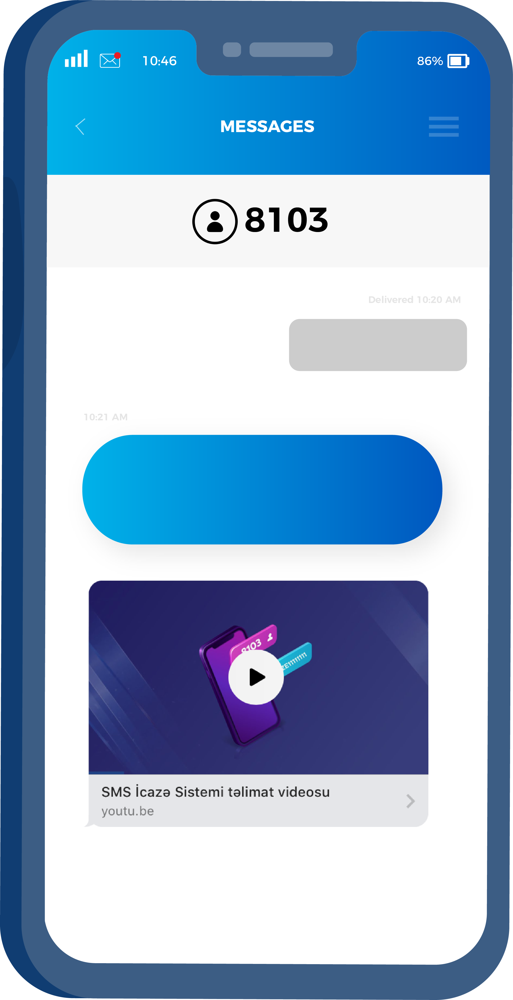 10:46
86%
MESSAGES
8103
Delivered 10:20 AM
10:21 AM
8103
ZE11111111
SMS İcazə Sistemi təlimat videosu
youtu.be